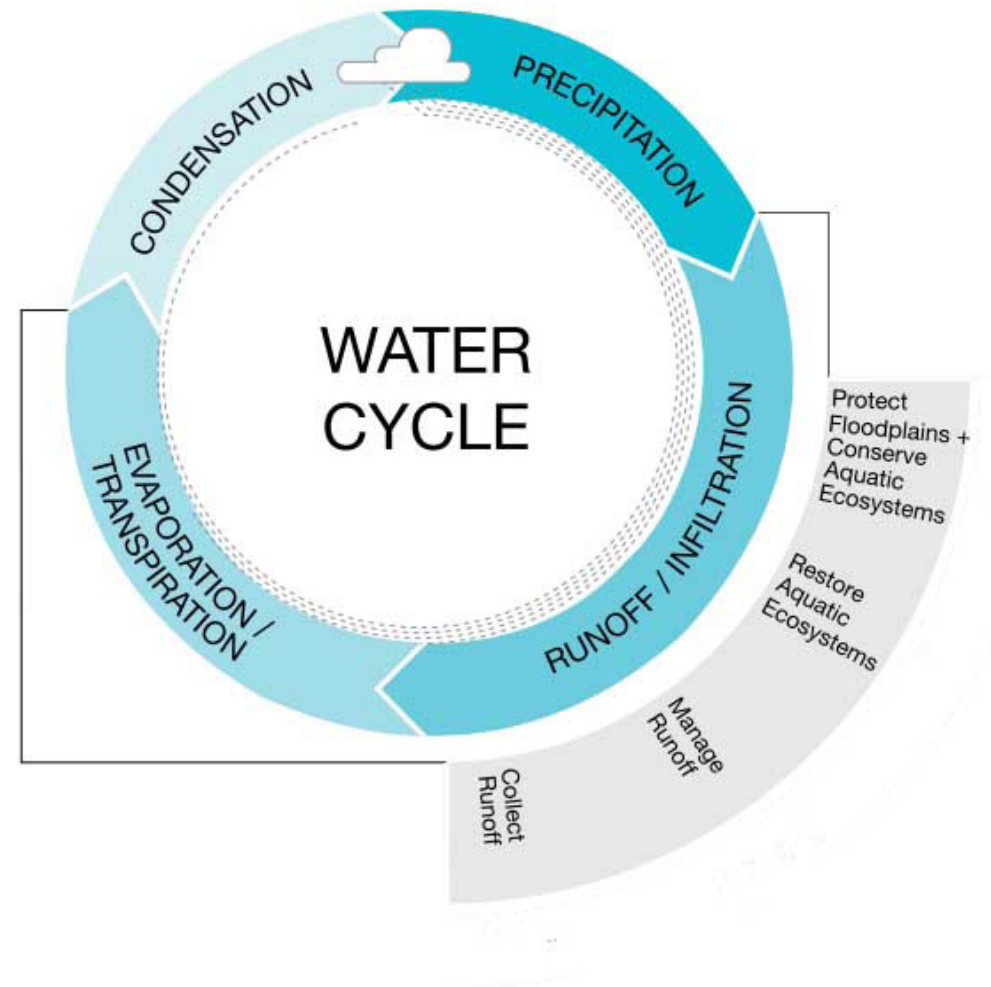 CONDENSATION
PRECIPITATION
WATER
CYCLE
EVAPORATION /
TRANSPIRATION
RUNOFF / INFILTRATION
Protect
Floodplains +
Conserve
Aquatic
Ecosystems
Restore
Aquatic
Ecosystems
Manage
Runoff
Collect
Runoff